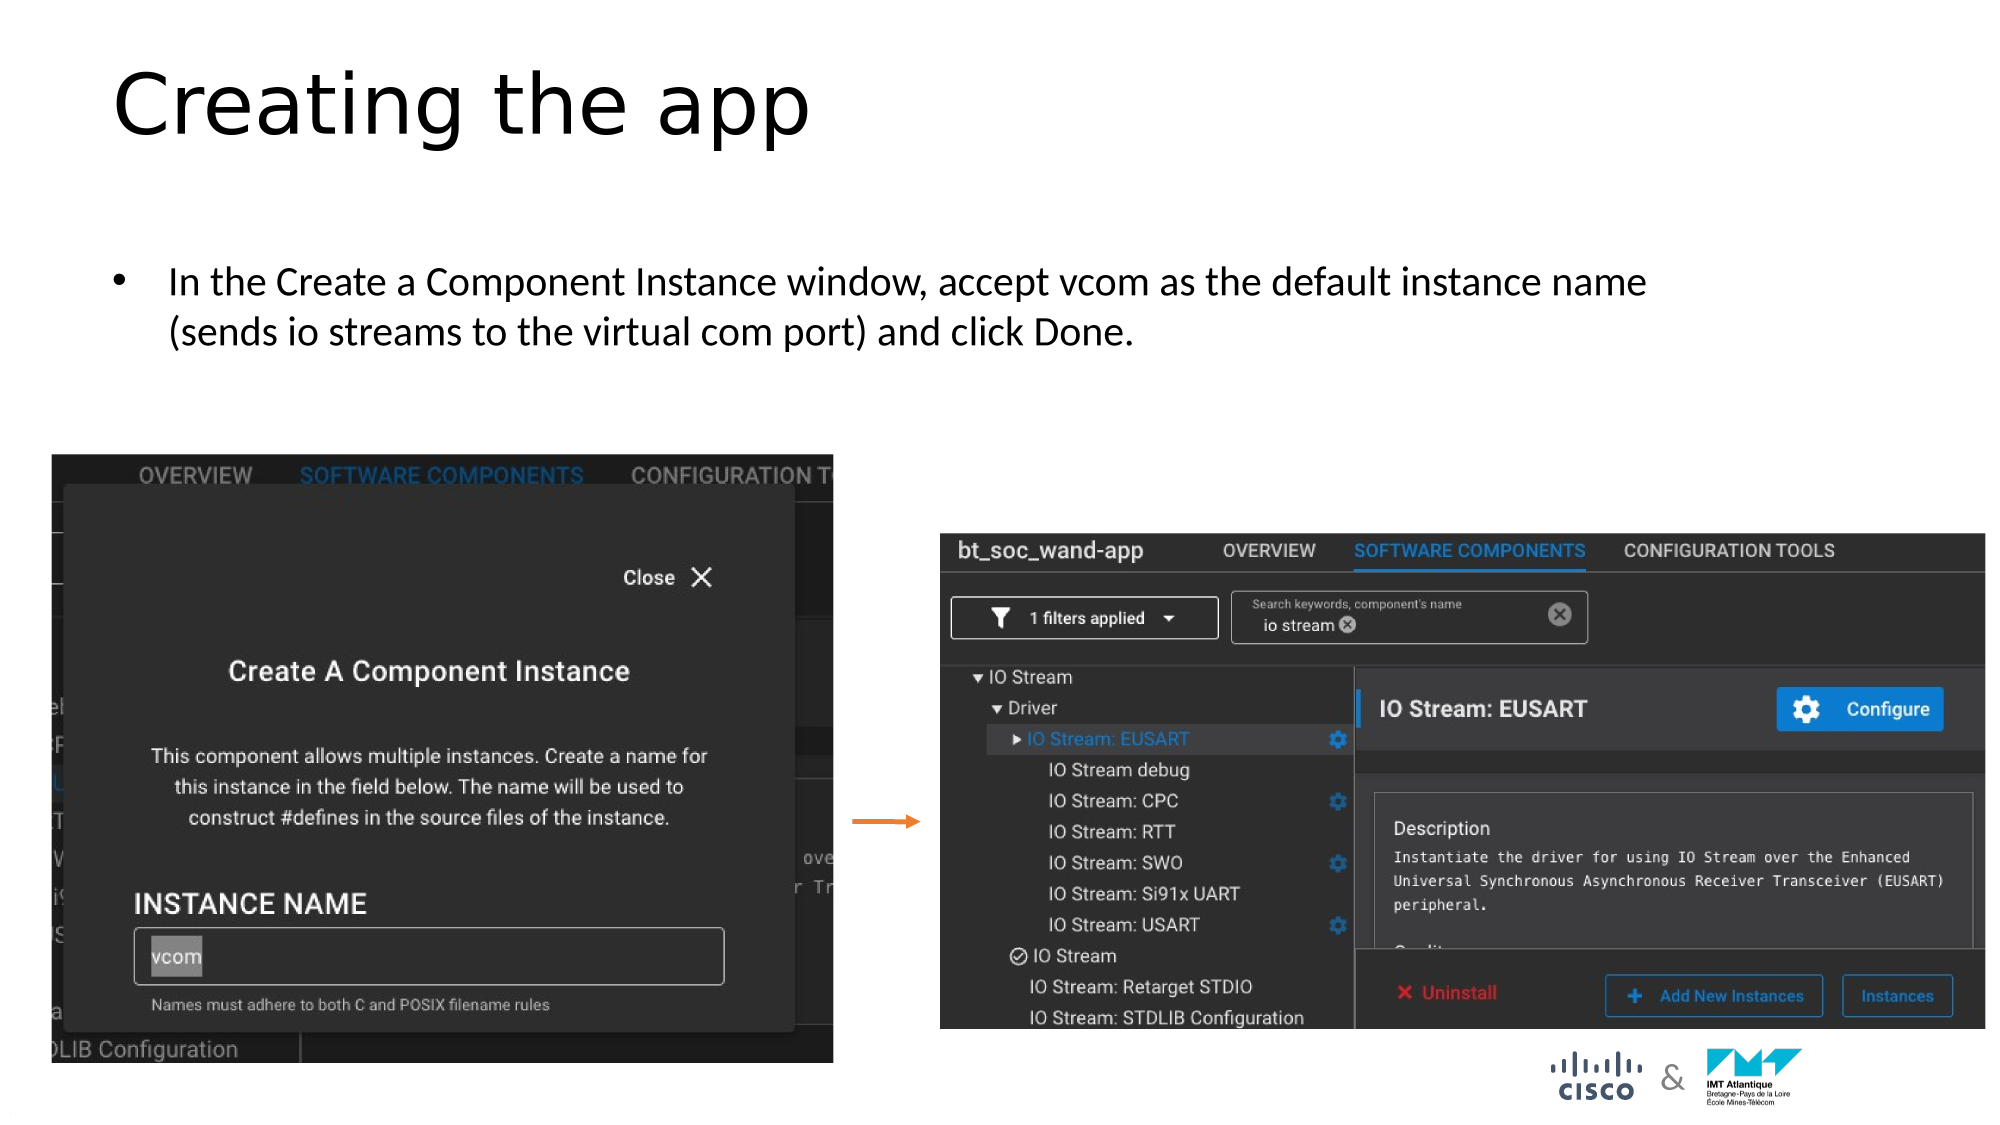 Creating the app
• In the Create a Component Instance window, accept vcom as the default instance name
(sends io streams to the virtual com port) and click Done.
OVERVIEW SOFTWARE COMPONENTS CONFIGURATION T
Close
Create A Component Instance
This component allows multiple instances. Create a name for
this instance in the field below. The name will be used to
construct #defines in the source files of the instance.
INSTANCE NAME
vcom
Names must adhere to both C and POSIX filename rules
DLIB Configuration
ove
r Tr
bt_soc_wand-app OVERVIEW SOFTWARE COMPONENTS CONFIGURATION TOOLS
1 filters applied
Search keywords, component's name
io stream
IO Stream
Driver
IO Stream: EUSART
IO Stream debug
IO Stream: CPC
IO Stream: RTT
IO Stream: SWO
IO Stream: Si91x UART
IO Stream: USART
IO Stream
IO Stream: Retarget STDIO
IO Stream: STDLIB Configuration
IO Stream: EUSART
Configure
Description
Instantiate the driver for using IO Stream over the Enhanced
Universal Synchronous Asynchronous Receiver Transceiver (EUSART)
peripheral.
Uninstall
+ Add New Instances
Instances
CISCO
&
IMT Atlantique
Bretagne-Pays de la Loire
École Mines-Télécom